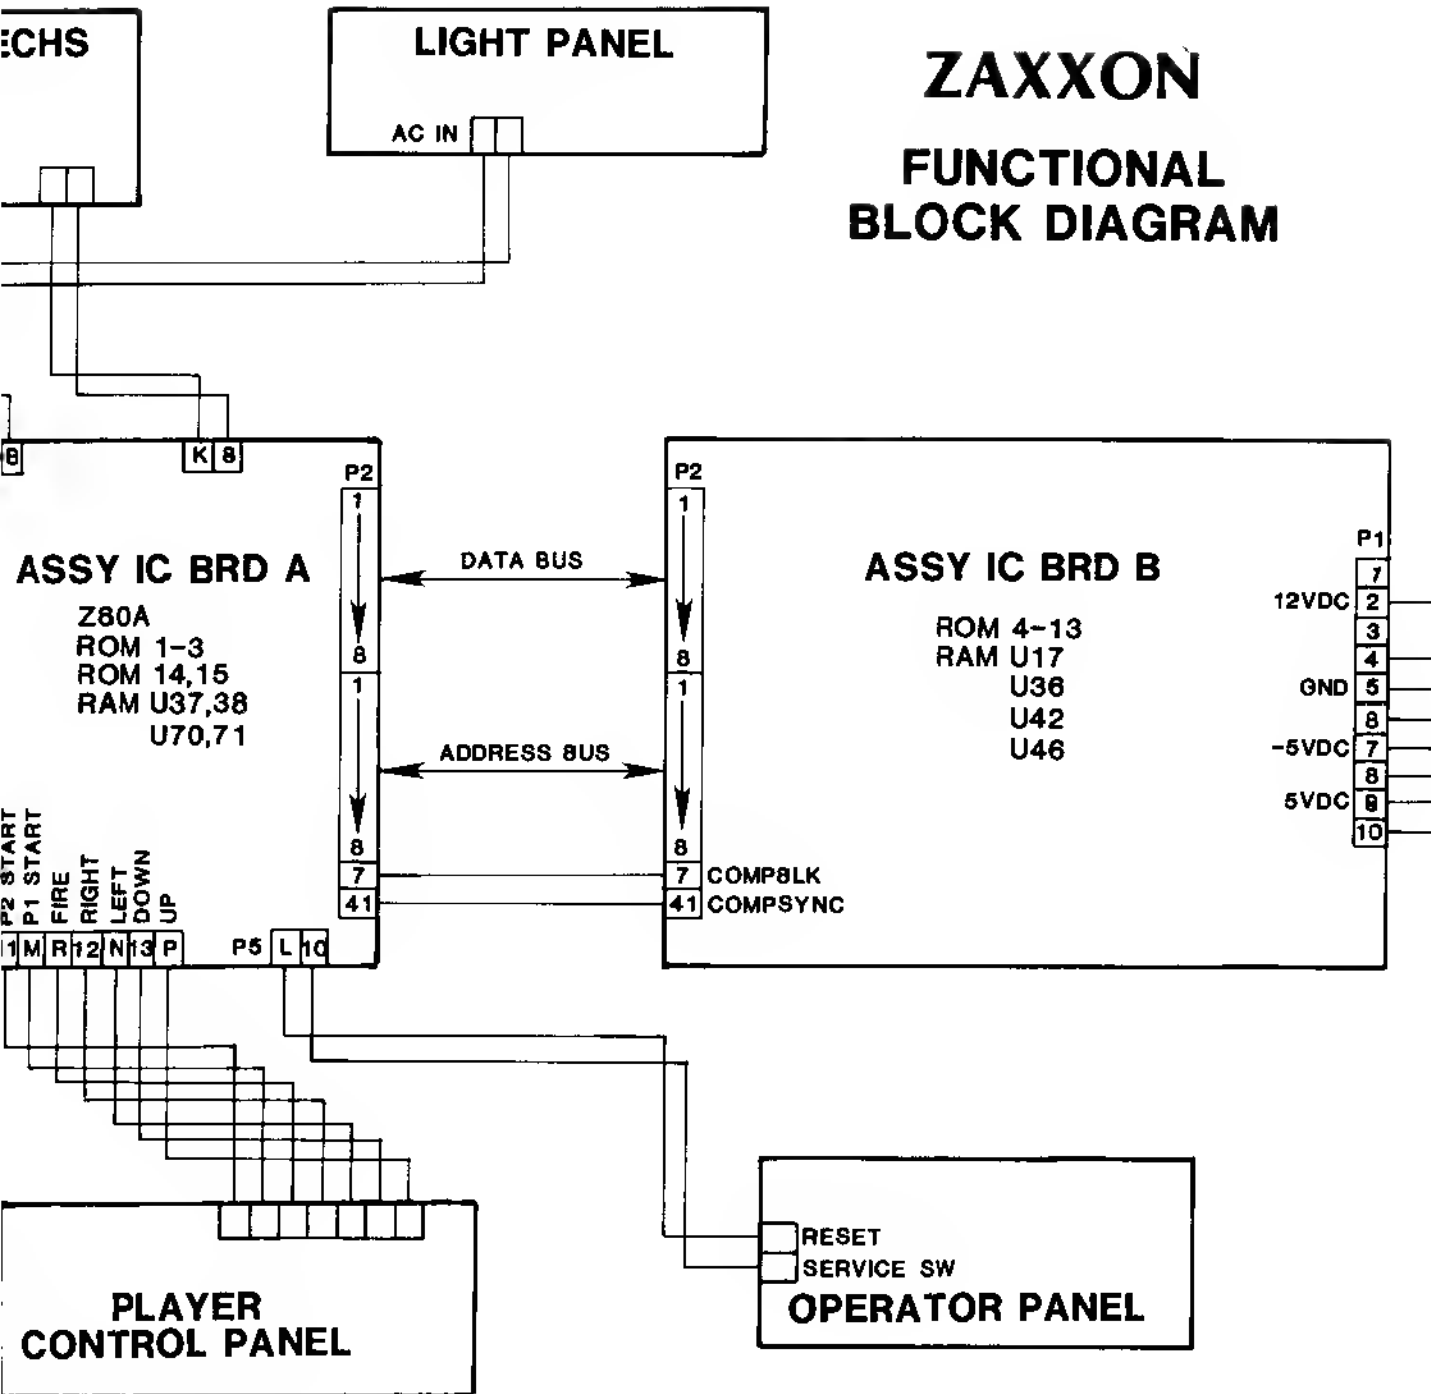 ECHS
LIGHT PANEL
AC IN
ZAXXON
FUNCTIONAL
BLOCK DIAGRAM
8
K 8
P2
1
8
1
8
7
41
ASSY IC BRD A
Z80A
ROM 1-3
ROM 14,15
RAM U37,38
U70,71
DATA BUS
ADDRESS BUS
P2
1
8
1
8
7 COMPBLK
41 COMPSYNC
ASSY IC BRD B
ROM 4-13
RAM U17
U36
U42
U46
P1
1
12VDC 2
3
4
GND 5
8
-5VDC 7
8
5VDC 9
10
P2 START
P1 START
FIRE
RIGHT
LEFT
DOWN
UP
11 M R 12 N 13 P
P5 L 10
RESET
SERVICE SW
OPERATOR PANEL
PLAYER
CONTROL PANEL